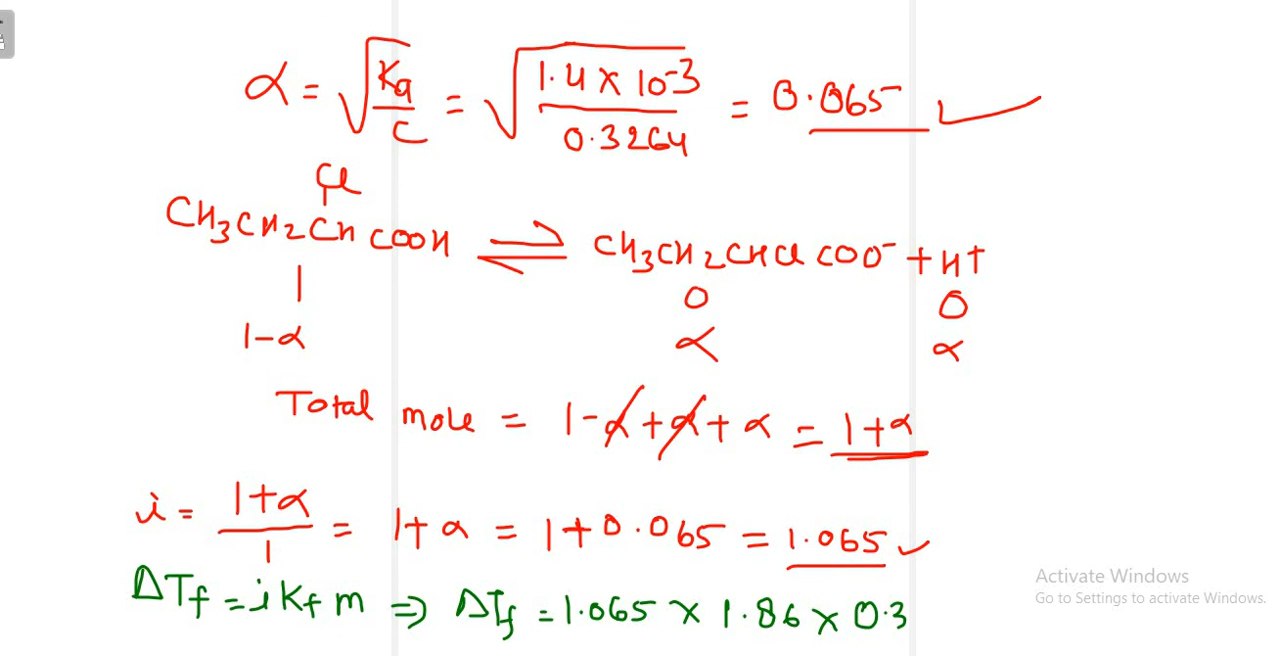 α = √(Ka/C) = √(1.4 × 10-3/0.3264) = 0.065 ✓
Cl
CH3CH2CHCOOH ⇌ CH3CH2CHClCOO- + H+
1 0 0
1-α α α
Total mole = 1-α+α+α = 1+α
i = (1+α)/1 = 1+α = 1+0.065 = 1.065 ✓
ΔTf = i Kf m ⇒ ΔTf = 1.065 × 1.86 × 0.3
Activate Windows
Go to Settings to activate Windows.